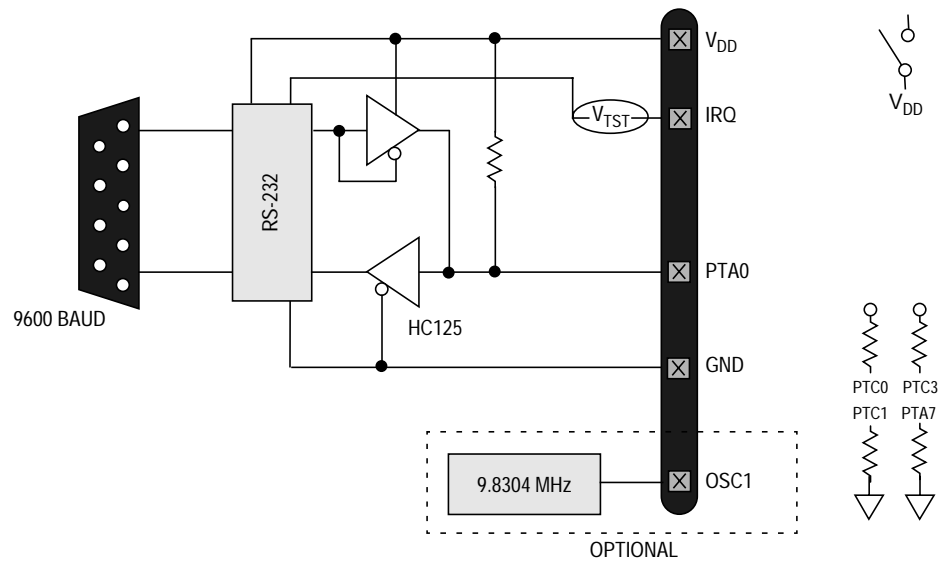 V_DD
V_DD
IRQ
V_TST
RS-232
PTA0
9600 BAUD
HC125
GND
PTC0 PTC3
PTC1 PTA7
9.8304 MHz
OSC1
OPTIONAL